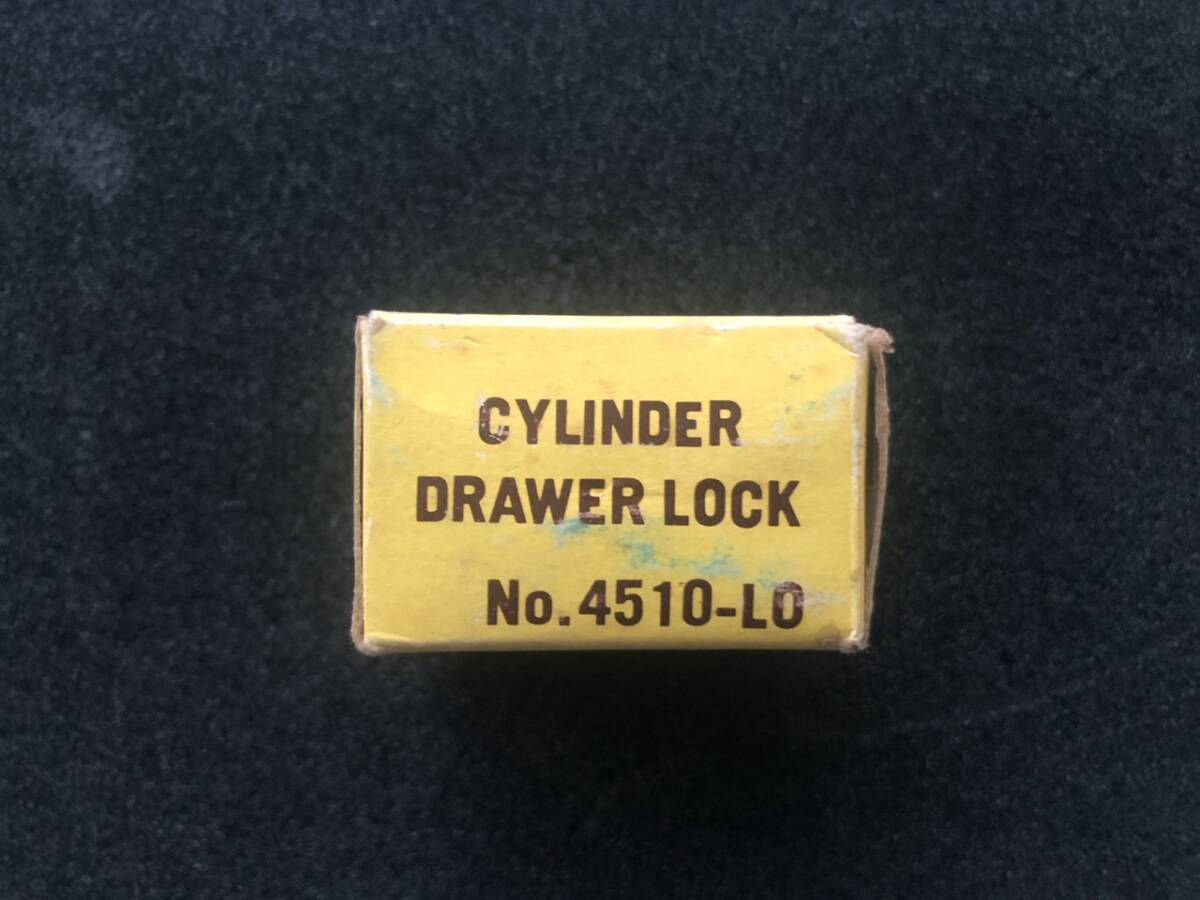 CYLINDER
DRAWER LOCK
No. 4510-LO